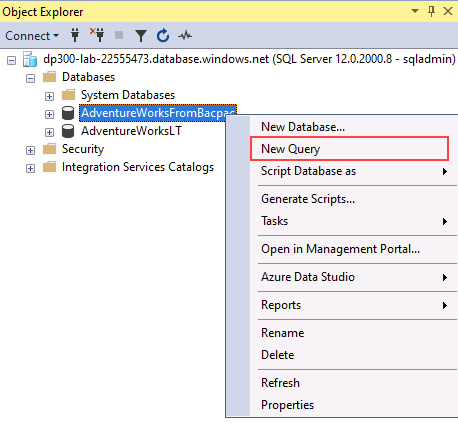 Object Explorer
Connect
dp300-lab-22555473.database.windows.net (SQL Server 12.0.2000.8 - sqladmin)
Databases
System Databases
AdventureWorksFromBacpac
AdventureWorksLT
Security
Integration Services Catalogs
New Database...
New Query
Script Database as
Generate Scripts...
Tasks
Open in Management Portal...
Azure Data Studio
Reports
Rename
Delete
Refresh
Properties